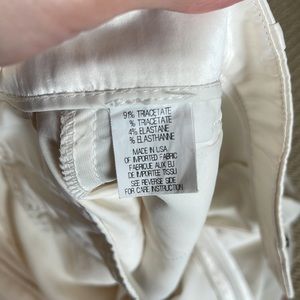 TRIACETATE
% TRIACETATE
4% ELASTANE
% ELASTHANNE
MADE IN USA
OF IMPORTED FABRIC
FABRIQUE AUX EU
DE IMPORTEE TISSU
SEE REVERSE SIDE
FOR CARE INSTRUCTION